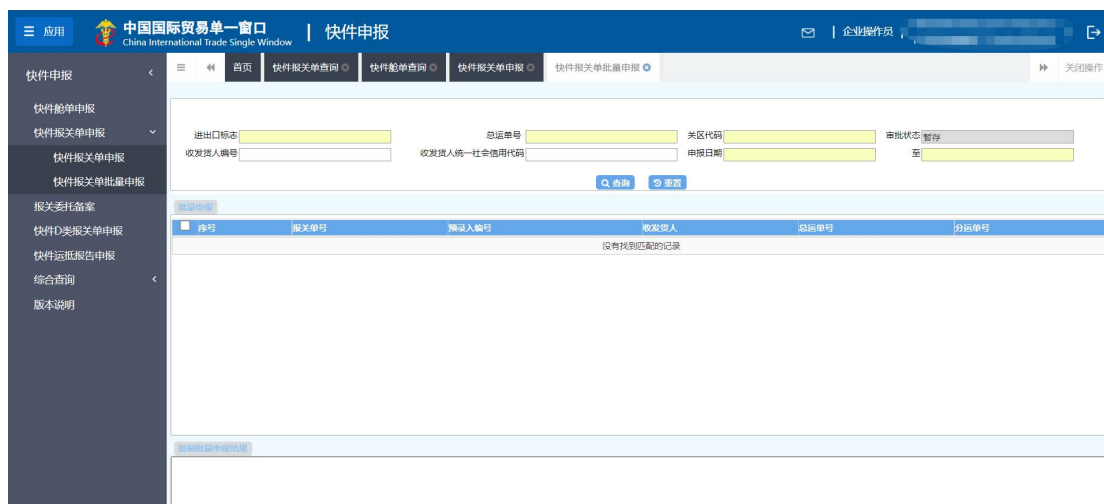 应用
中国国际贸易单一窗口 | 快件申报
China International Trade Single Window
企业操作员
快件申报
首页 快件报关单查询 快件舱单查询 快件报关单申报 快件报关单批量申报 关闭操作
快件舱单申报
快件报关单申报
快件报关单申报
快件报关单批量申报
报关委托备案
快件D类报关单申报
快件运抵报告申报
综合查询
版本说明
进出口标志 总运单号 关区代码 审批状态 暂存
收发货人编号 收发货人统一社会信用代码 申报日期 至
查询 重置
批量申报
序号 报关单号 预录入编号 收发货人 总运单号 分运单号
没有找到匹配的记录
复制批量申报结果